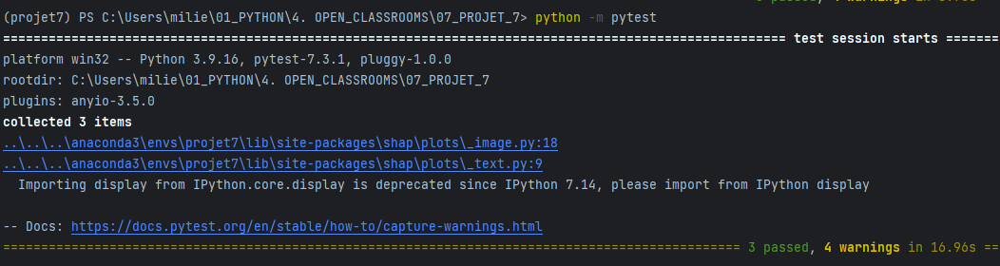 (projet7) PS C:\Users\milie\01_PYTHON\4. OPEN_CLASSROOMS\07_PROJET_7> python -m pytest
======================================================================================================= test session starts =======
platform win32 -- Python 3.9.16, pytest-7.3.1, pluggy-1.0.0
rootdir: C:\Users\milie\01_PYTHON\4. OPEN_CLASSROOMS\07_PROJET_7
plugins: anyio-3.5.0
collected 3 items
..\..\..\anaconda3\envs\projet7\lib\site-packages\shap\plots\_image.py:18
..\..\..\anaconda3\envs\projet7\lib\site-packages\shap\plots\_text.py:9
  Importing display from IPython.core.display is deprecated since IPython 7.14, please import from IPython display

-- Docs: https://docs.pytest.org/en/stable/how-to/capture-warnings.html
================================================================================================= 3 passed, 4 warnings in 16.96s ==